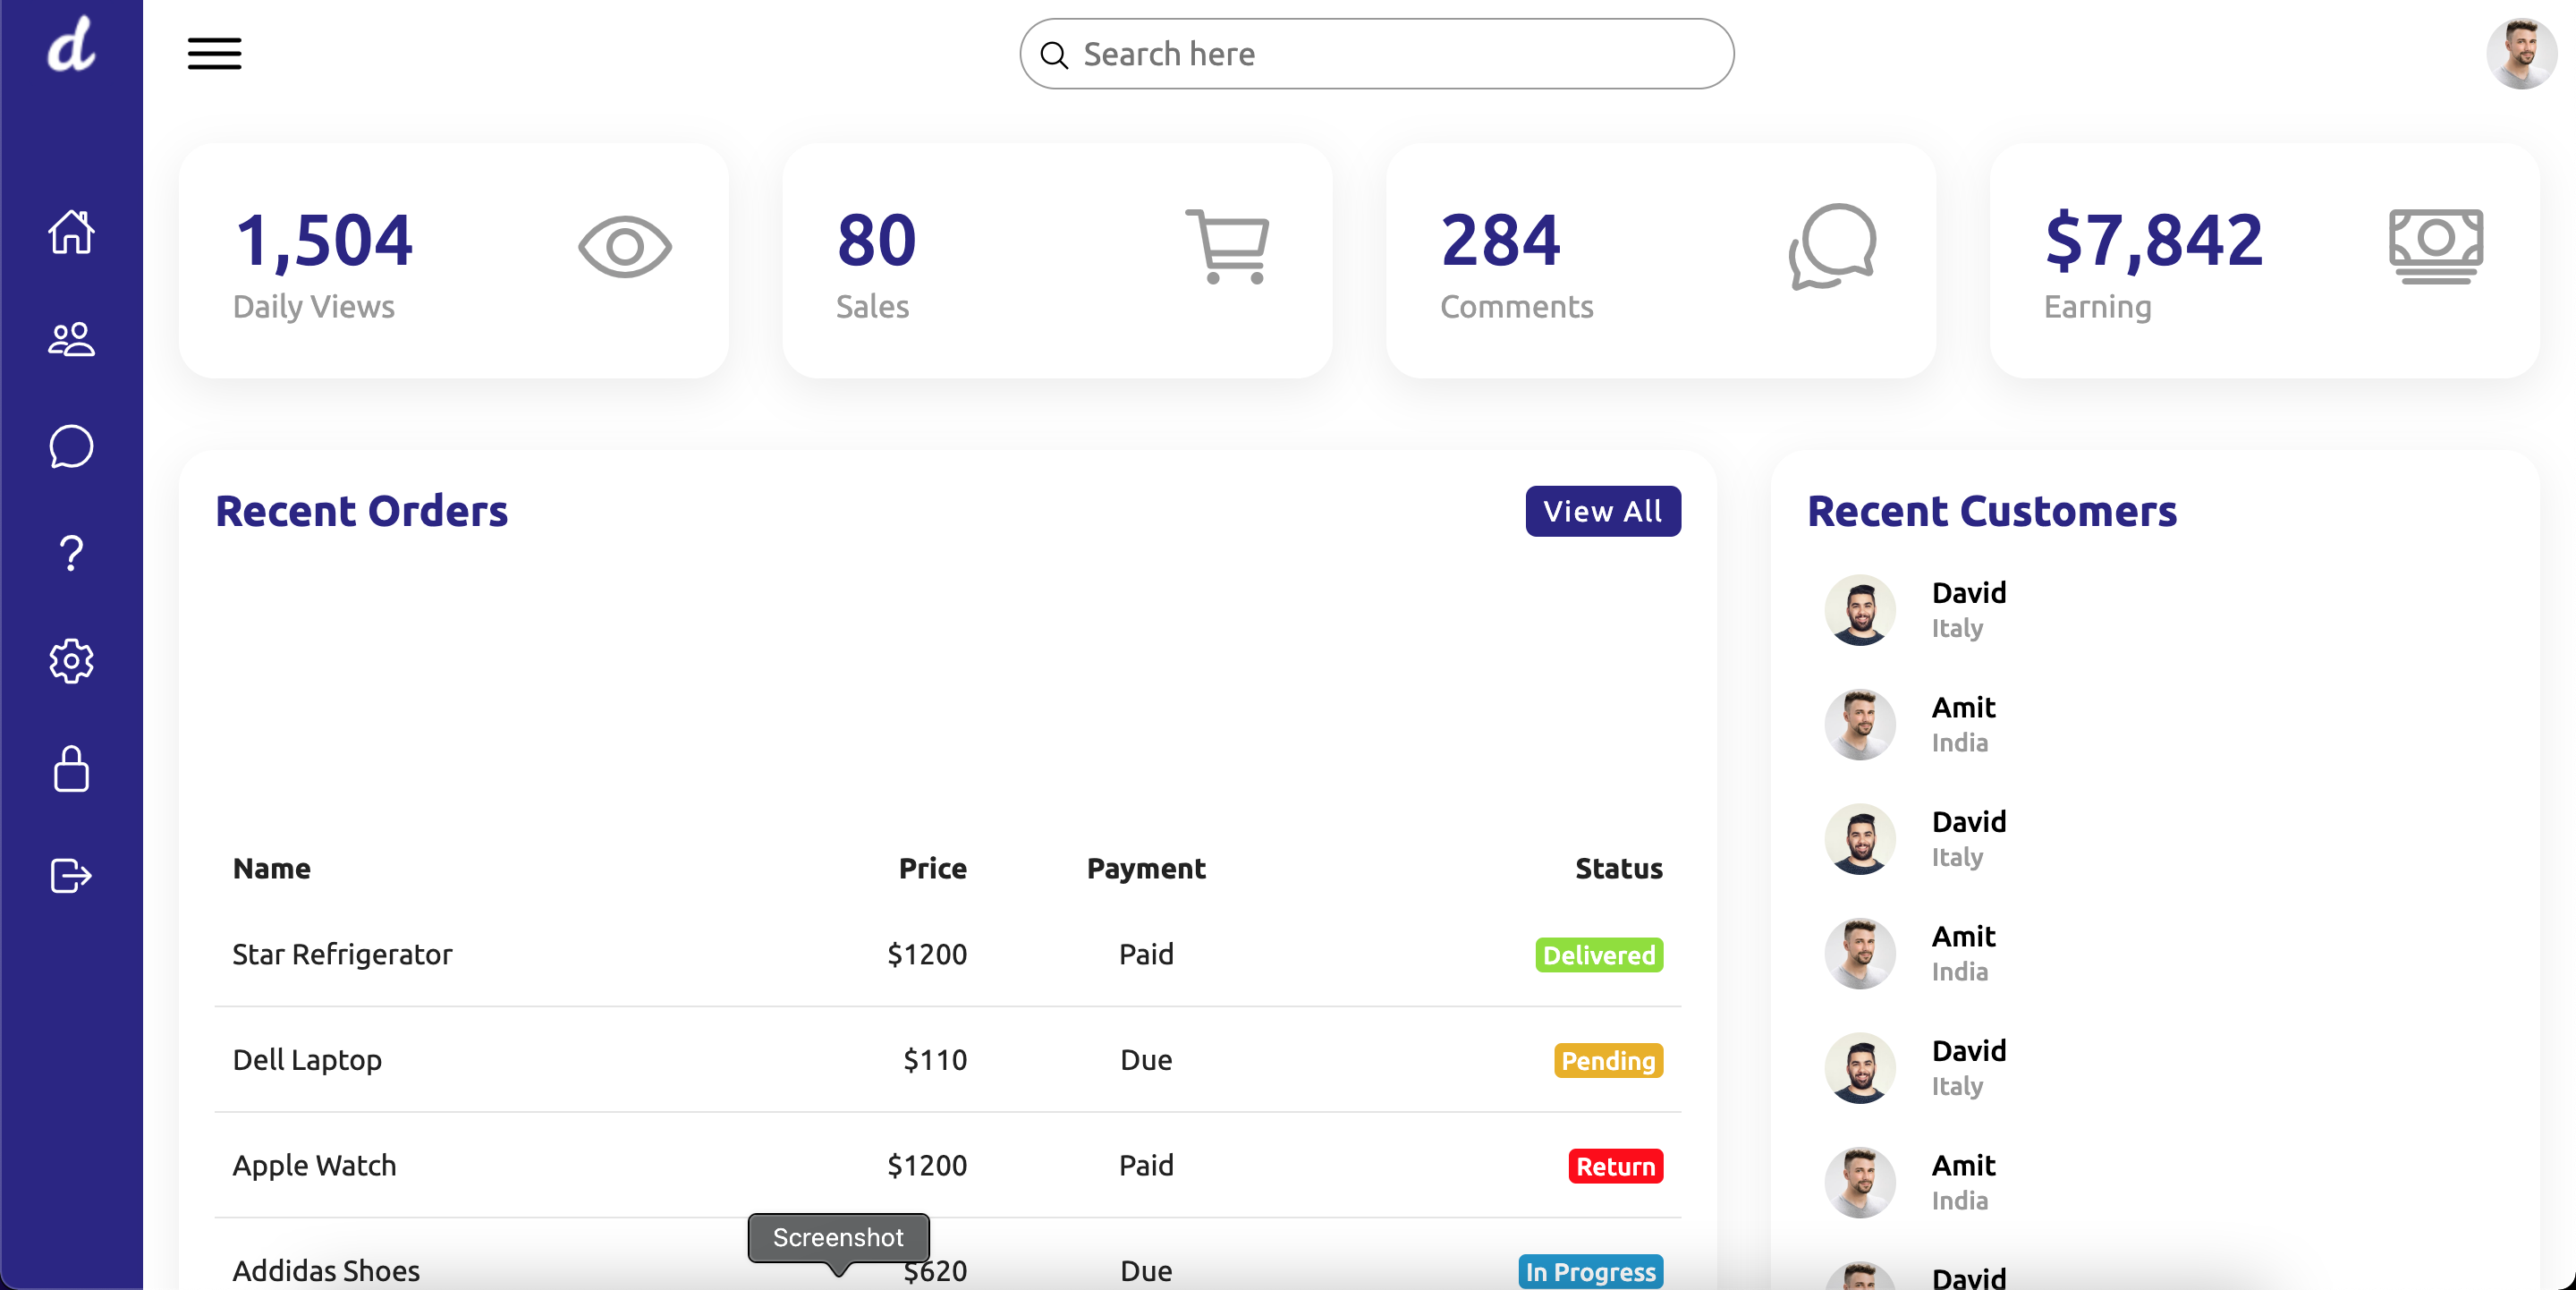 d
Search here
1,504
Daily Views
80
Sales
284
Comments
$7,842
Earning
Recent Orders
View All
Name Price Payment Status
Star Refrigerator $1200 Paid Delivered
Dell Laptop $110 Due Pending
Apple Watch $1200 Paid Return
Screenshot
Addidas Shoes $620 Due In Progress
Recent Customers
David
Italy
Amit
India
David
Italy
Amit
India
David
Italy
Amit
India
David